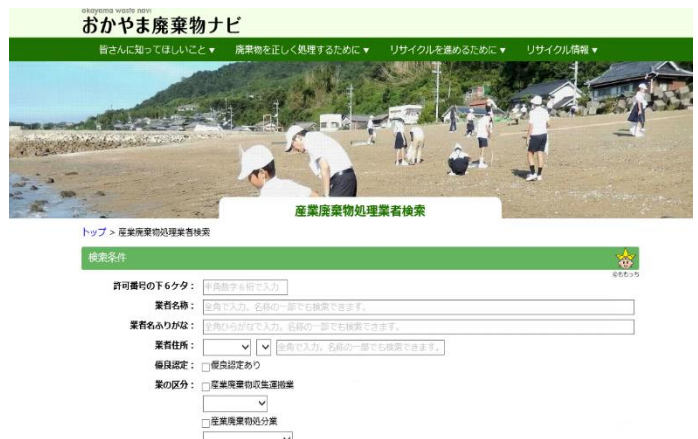 okayama waste navi
おかやま廃棄物ナビ
皆さんに知ってほしいこと▼ 廃棄物を正しく処理するために▼ リサイクルを進めるために▼ リサイクル情報▼
産業廃棄物処理業者検索
トップ > 産業廃棄物処理業者検索
検索条件
©ももっち
許可番号の下6ケタ： 半角数字6桁で入力
業者名称： 全角で入力。名称の一部でも検索できます。
業者名ふりがな： 全角ひらがなで入力。名称の一部でも検索できます。
業者住所： 全角で入力。名称の一部でも検索できます。
優良認定： 優良認定あり
業の区分： 産業廃棄物収集運搬業
産業廃棄物処分業